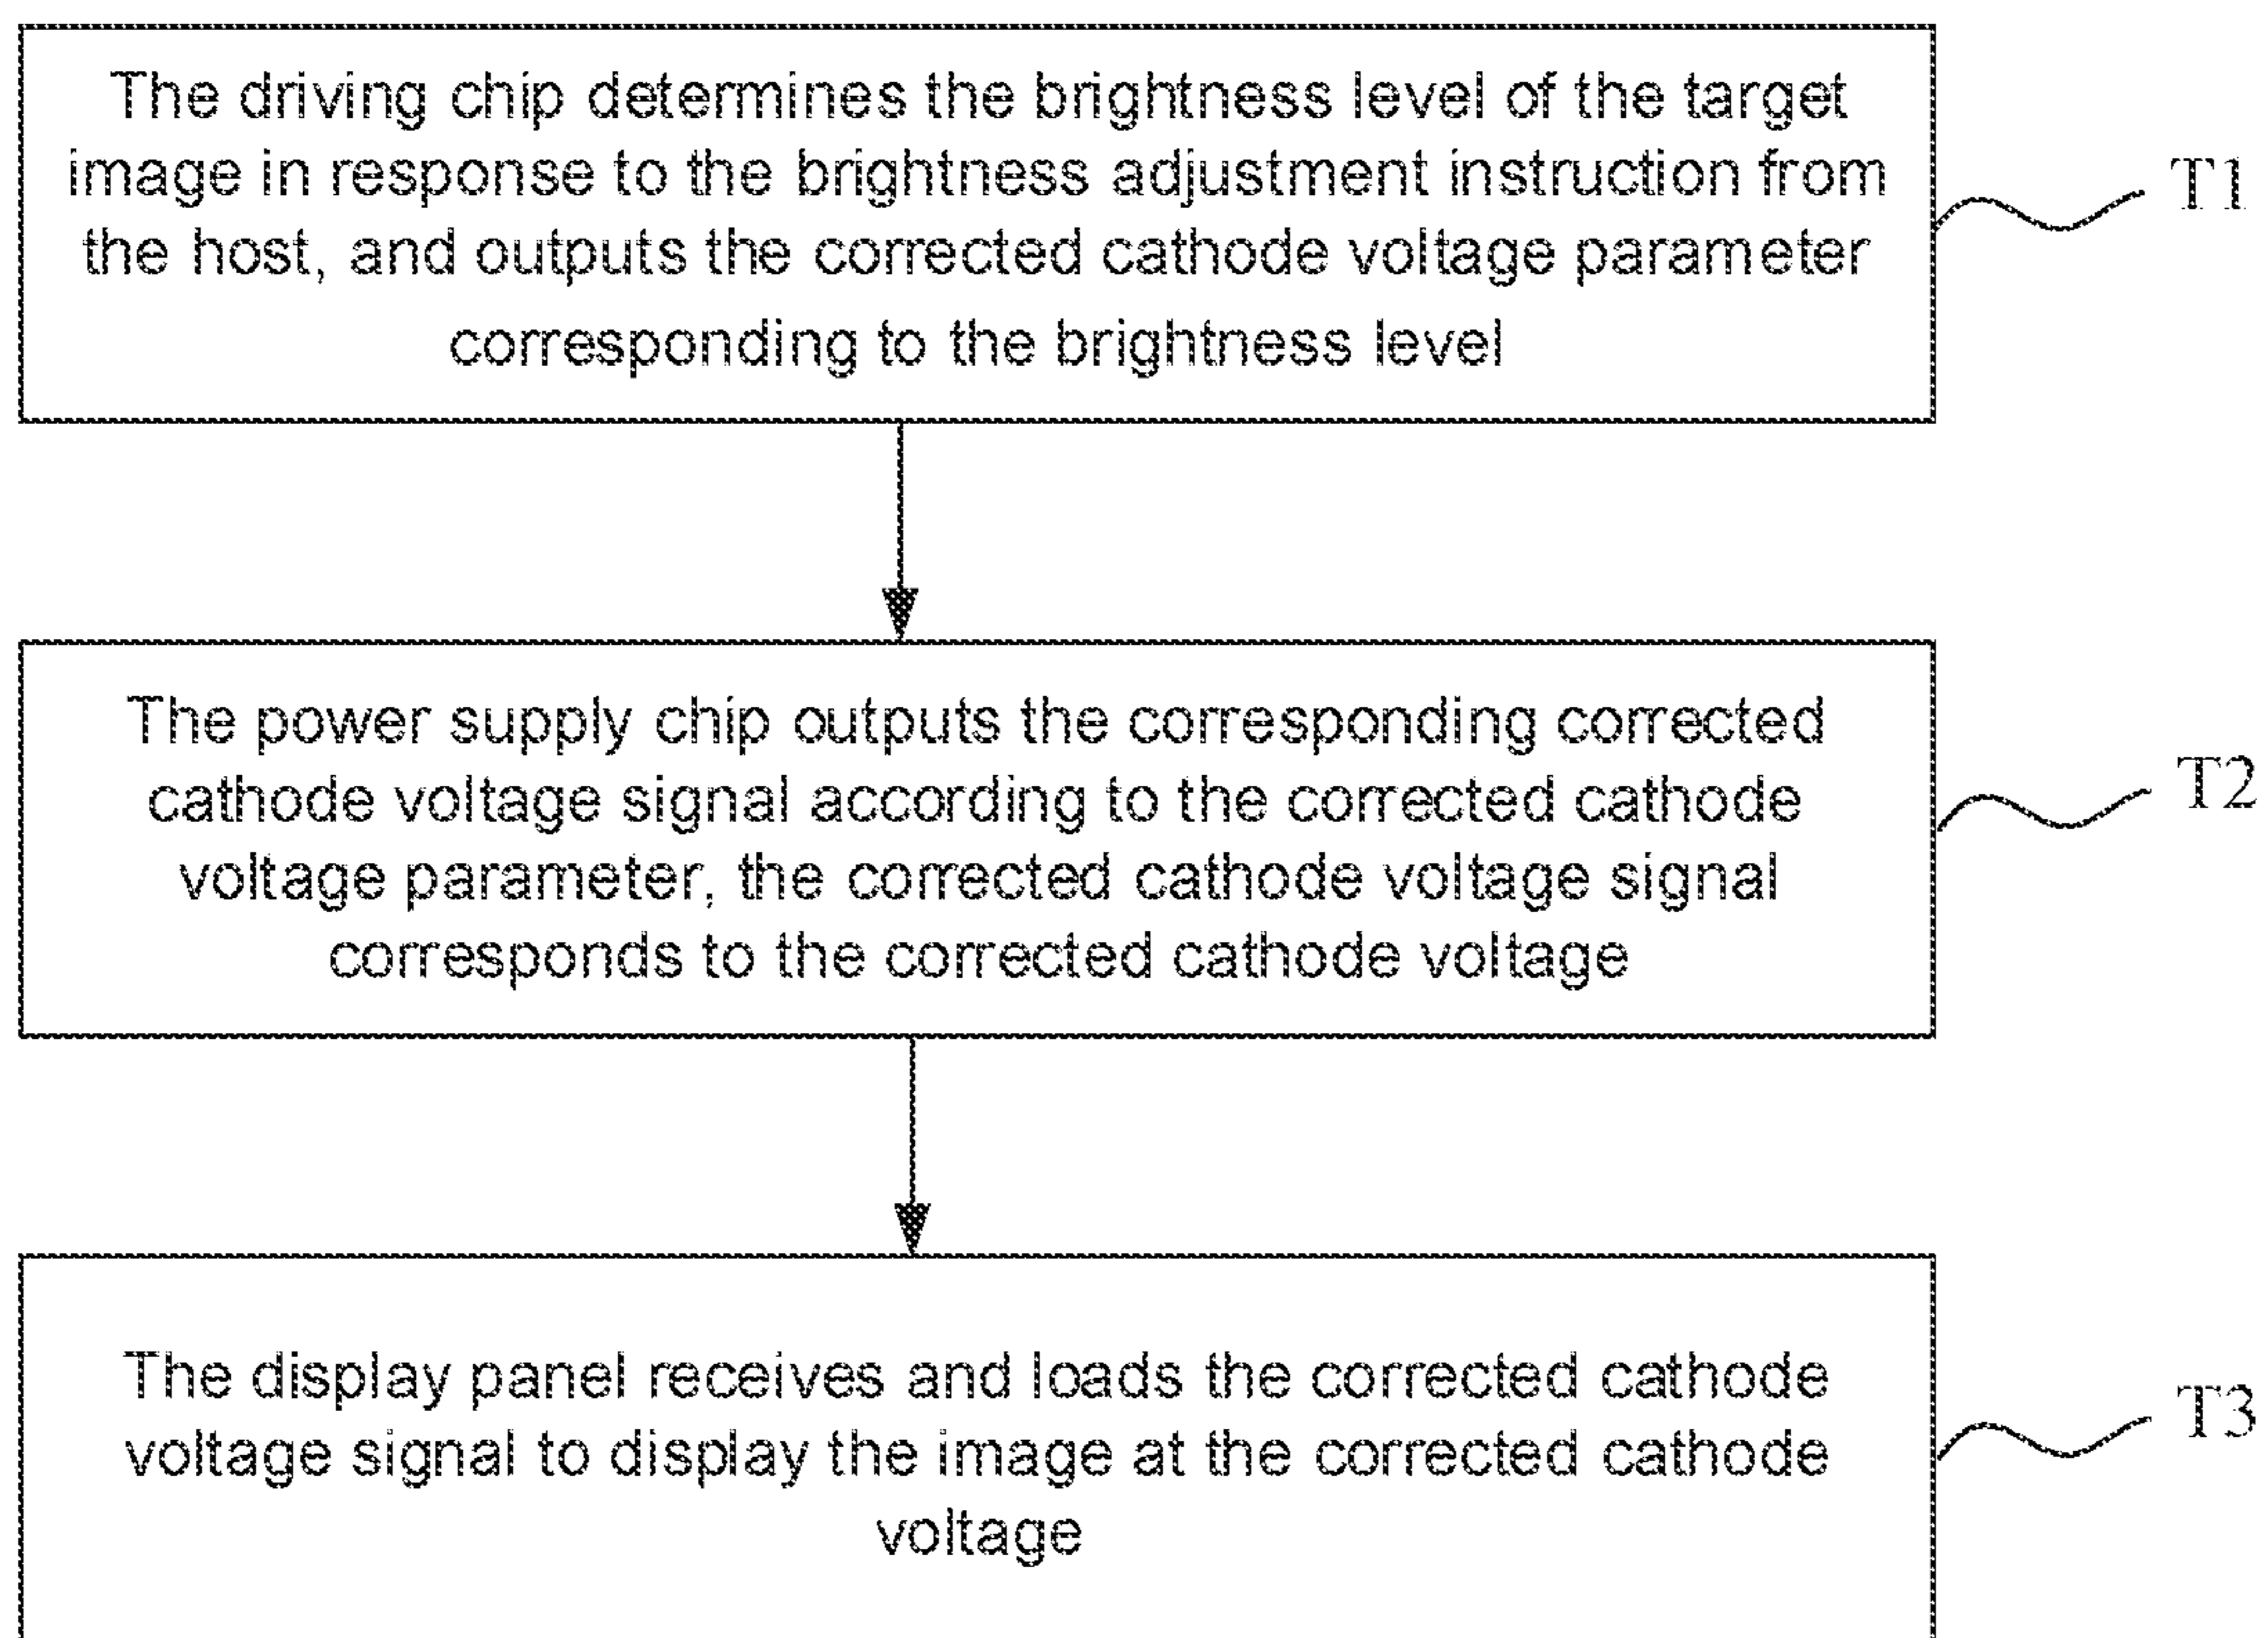 The driving chip determines the brightness level of the target
image in response to the brightness adjustment instruction from
the host, and outputs the corrected cathode voltage parameter
corresponding to the brightness level
T1
The power supply chip outputs the corresponding corrected
cathode voltage signal according to the corrected cathode
voltage parameter, the corrected cathode voltage signal
corresponds to the corrected cathode voltage
T2
The display panel receives and loads the corrected cathode
voltage signal to display the image at the corrected cathode
voltage
T3